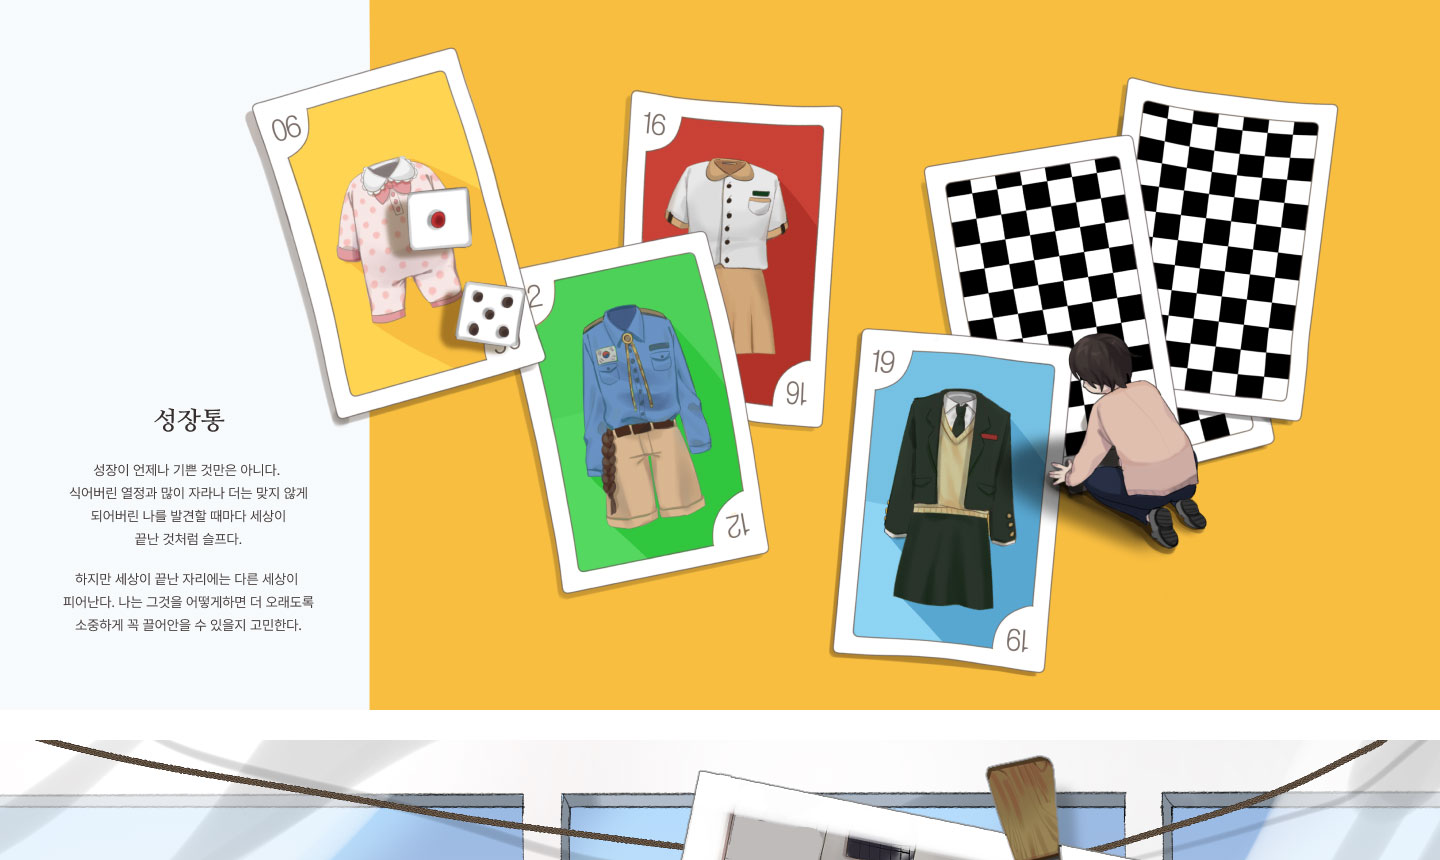 06
16
2
12
16
19
19
성장통
성장이 언제나 기쁜 것만은 아니다.
식어버린 열정과 많이 자라나 더는 맞지 않게
되어버린 나를 발견할 때마다 세상이
끝난 것처럼 슬프다.
하지만 세상이 끝난 자리에는 다른 세상이
피어난다. 나는 그것을 어떻게하면 더 오래도록
소중하게 꼭 끌어안을 수 있을지 고민한다.